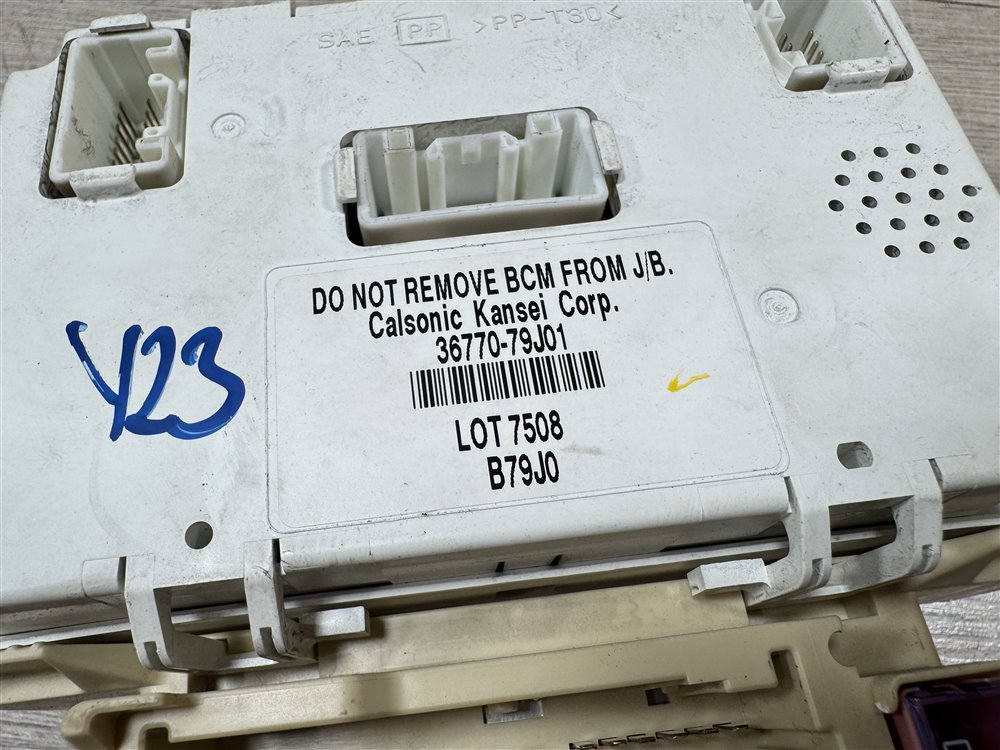 SAE PP >PP-T30<
DO NOT REMOVE BCM FROM J/B.
Calsonic Kansei Corp.
36770-79J01
LOT 7508
B79J0
Y23